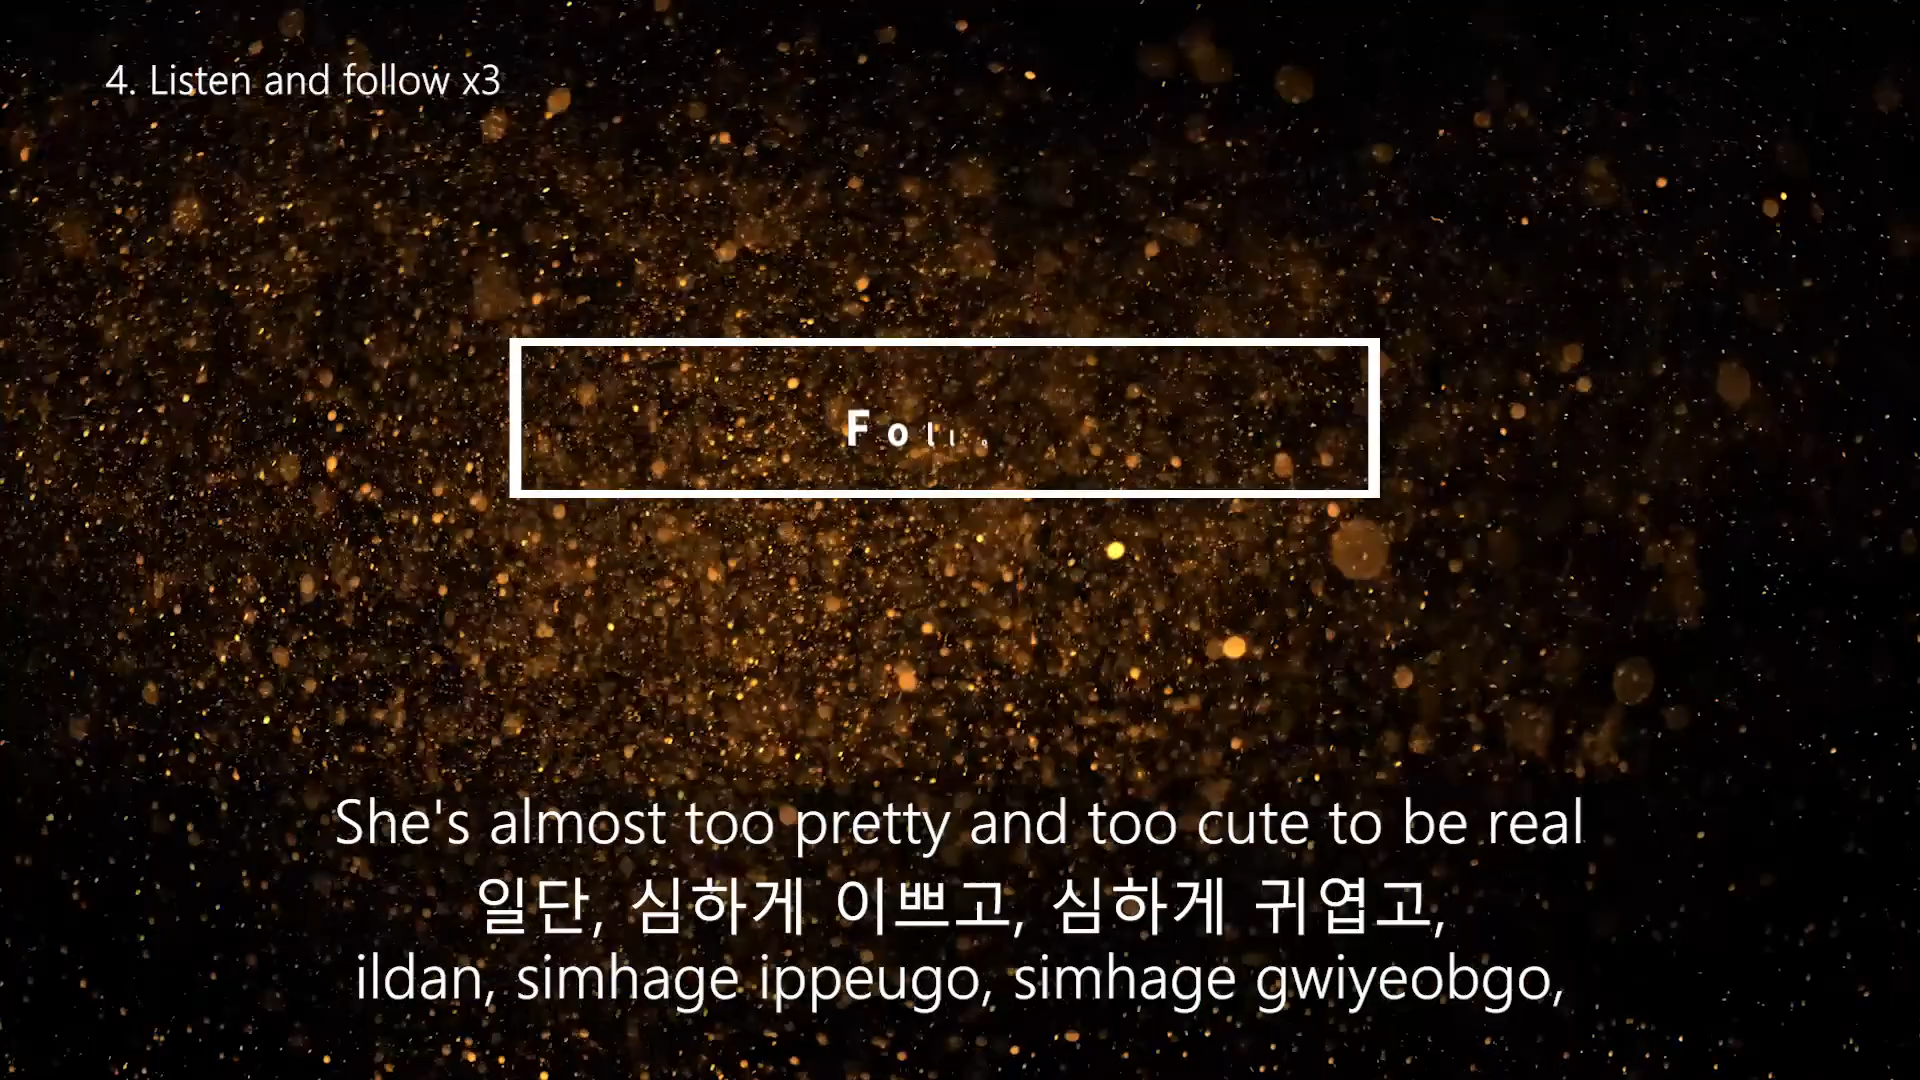 4. Listen and follow x3
Follo
She's almost too pretty and too cute to be real
일단, 심하게 이쁘고, 심하게 귀엽고,
ildan, simhage ippeugo, simhage gwiyeobgo,